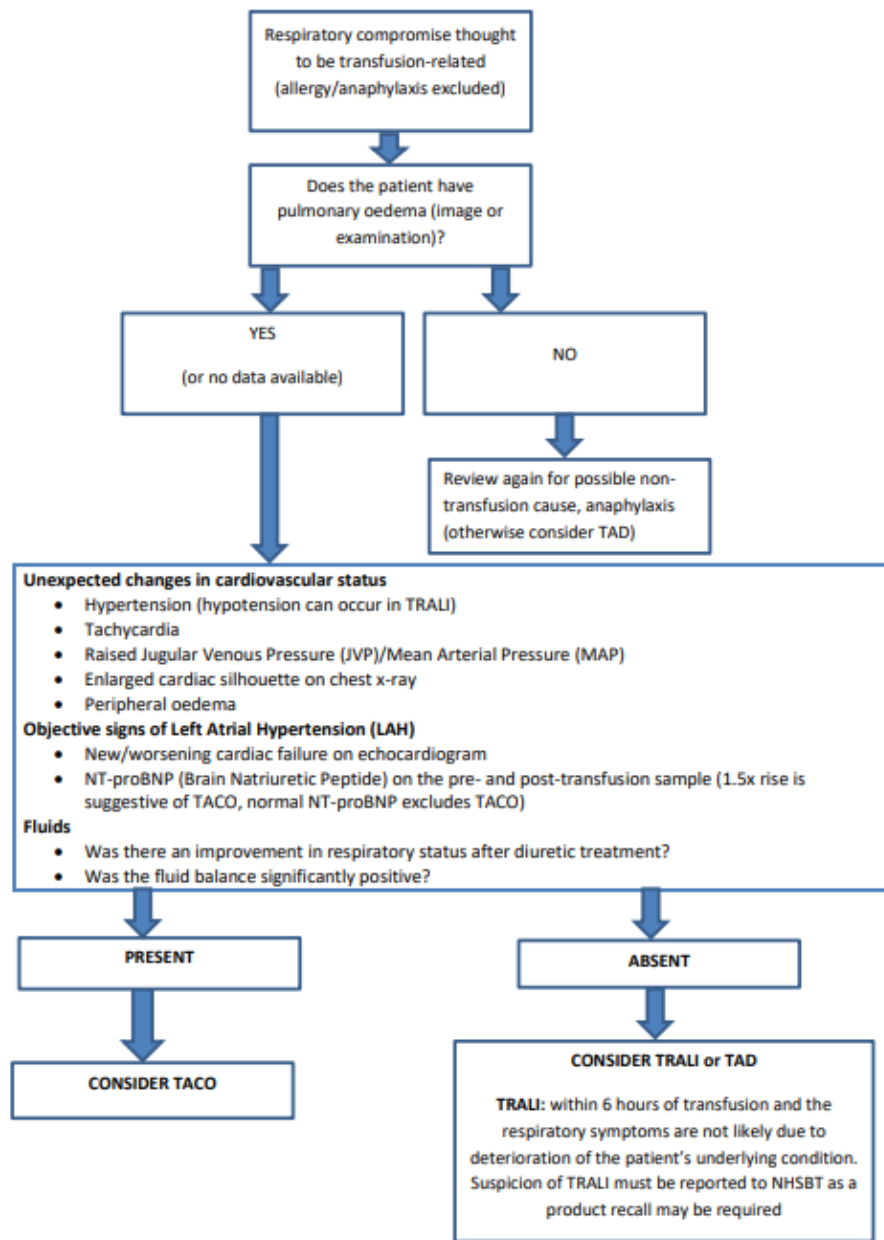 Respiratory compromise thought
to be transfusion-related
(allergy/anaphylaxis excluded)
Does the patient have
pulmonary oedema (image or
examination)?
YES
(or no data available)
NO
Review again for possible non-
transfusion cause, anaphylaxis
(otherwise consider TAD)
Unexpected changes in cardiovascular status
• Hypertension (hypotension can occur in TRALI)
• Tachycardia
• Raised Jugular Venous Pressure (JVP)/Mean Arterial Pressure (MAP)
• Enlarged cardiac silhouette on chest x-ray
• Peripheral oedema
Objective signs of Left Atrial Hypertension (LAH)
• New/worsening cardiac failure on echocardiogram
• NT-proBNP (Brain Natriuretic Peptide) on the pre- and post-transfusion sample (1.5x rise is
suggestive of TACO, normal NT-proBNP excludes TACO)
Fluids
• Was there an improvement in respiratory status after diuretic treatment?
• Was the fluid balance significantly positive?
PRESENT
ABSENT
CONSIDER TACO
CONSIDER TRALI or TAD
TRALI: within 6 hours of transfusion and the
respiratory symptoms are not likely due to
deterioration of the patient's underlying condition.
Suspicion of TRALI must be reported to NHSBT as a
product recall may be required